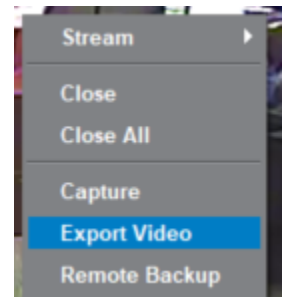 Stream
Close
Close All
Capture
Export Video
Remote Backup